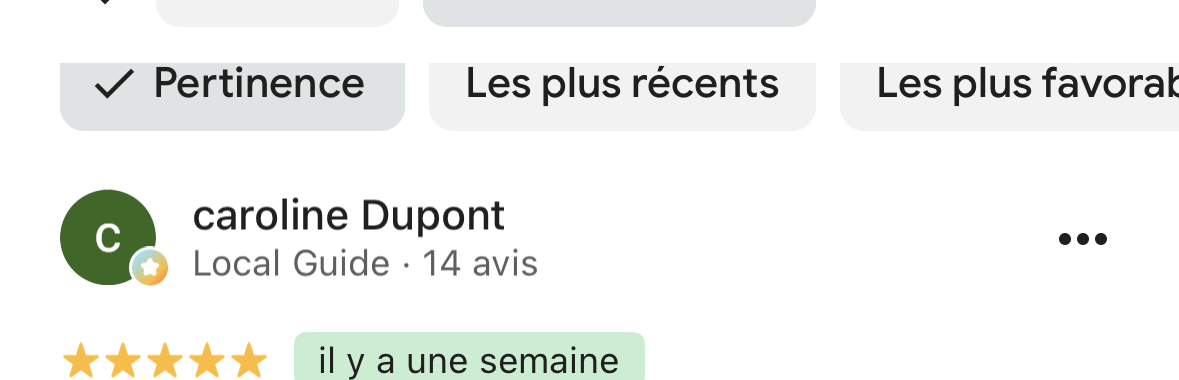 Pertinence
Les plus récents
Les plus favorab
C
caroline Dupont
Local Guide · 14 avis
il y a une semaine